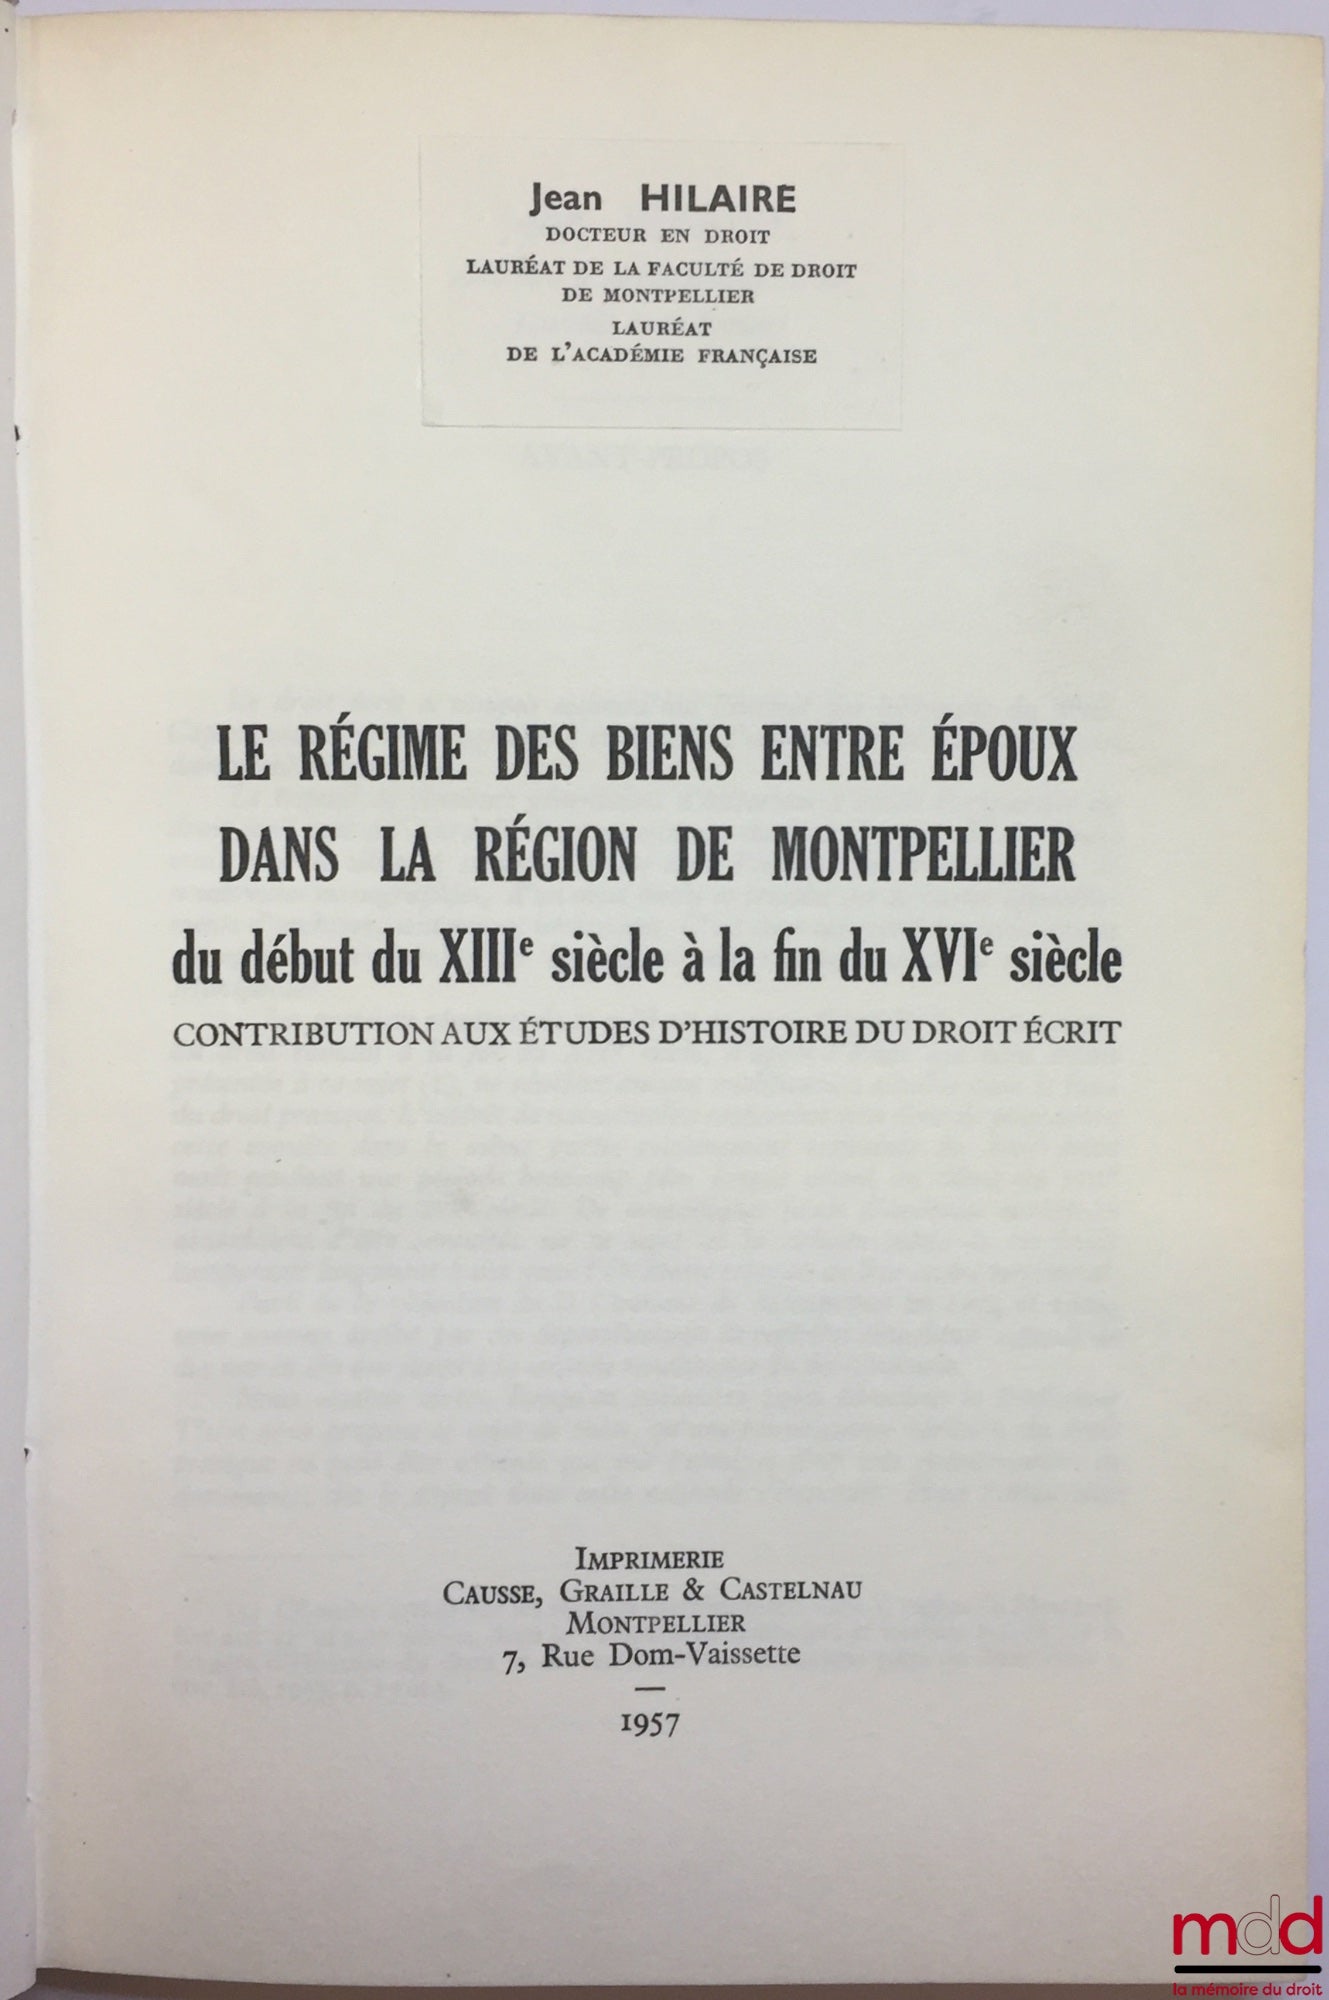 Jean HILAIRE
DOCTEUR EN DROIT
LAURÉAT DE LA FACULTÉ DE DROIT
DE MONTPELLIER
LAURÉAT
DE L'ACADÉMIE FRANÇAISE
AVANT-PROPOS
LE RÉGIME DES BIENS ENTRE ÉPOUX
DANS LA RÉGION DE MONTPELLIER
du début du XIIIe siècle à la fin du XVIe siècle
CONTRIBUTION AUX ÉTUDES D'HISTOIRE DU DROIT ÉCRIT
IMPRIMERIE
CAUSSE, GRAILLE & CASTELNAU
MONTPELLIER
7, Rue Dom-Vaissette
1957
mdd
la mémoire du droit